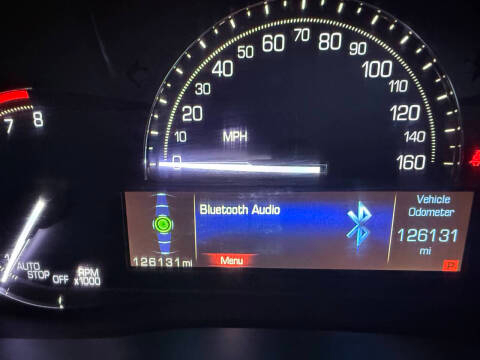 MPH
0
10
20
30
40
50
60
70
80
90
100
110
120
140
160
7 8
AUTO
STOP
OFF
RPM
x1000
Bluetooth Audio
Vehicle
Odometer
126131
mi
126131 mi
Menu
P